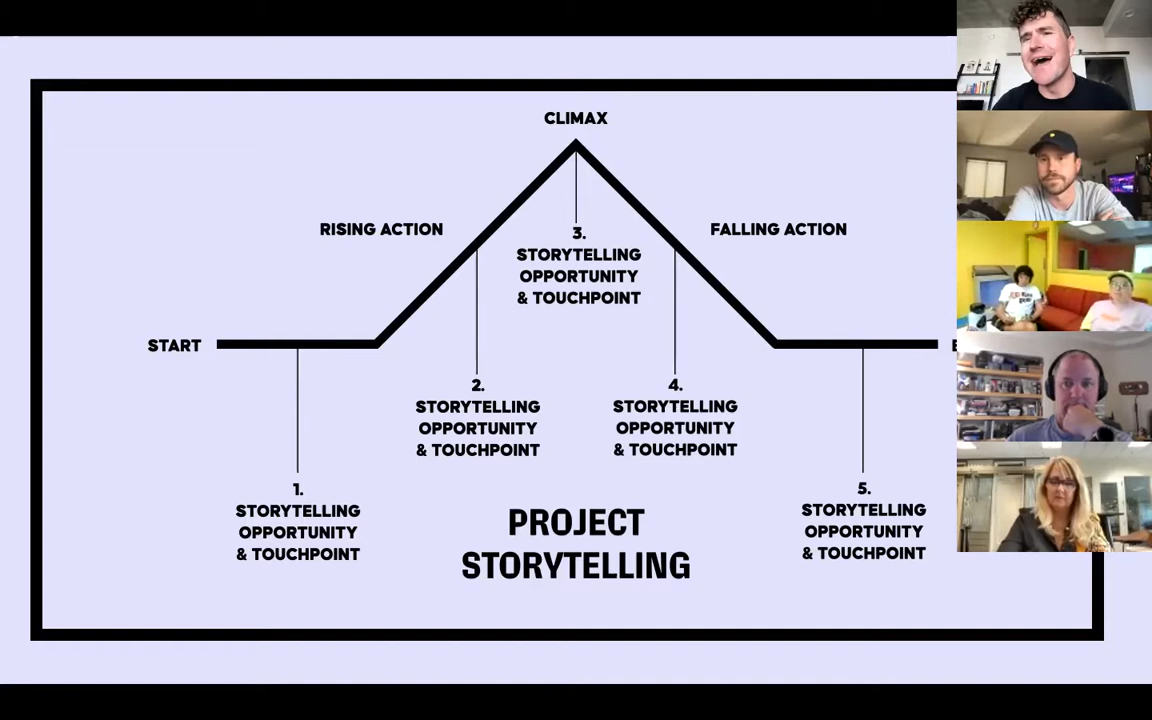 CLIMAX
RISING ACTION
FALLING ACTION
3.
STORYTELLING
OPPORTUNITY
& TOUCHPOINT
START
2.
STORYTELLING
OPPORTUNITY
& TOUCHPOINT
4.
STORYTELLING
OPPORTUNITY
& TOUCHPOINT
1.
STORYTELLING
OPPORTUNITY
& TOUCHPOINT
5.
STORYTELLING
OPPORTUNITY
& TOUCHPOINT
PROJECT
STORYTELLING